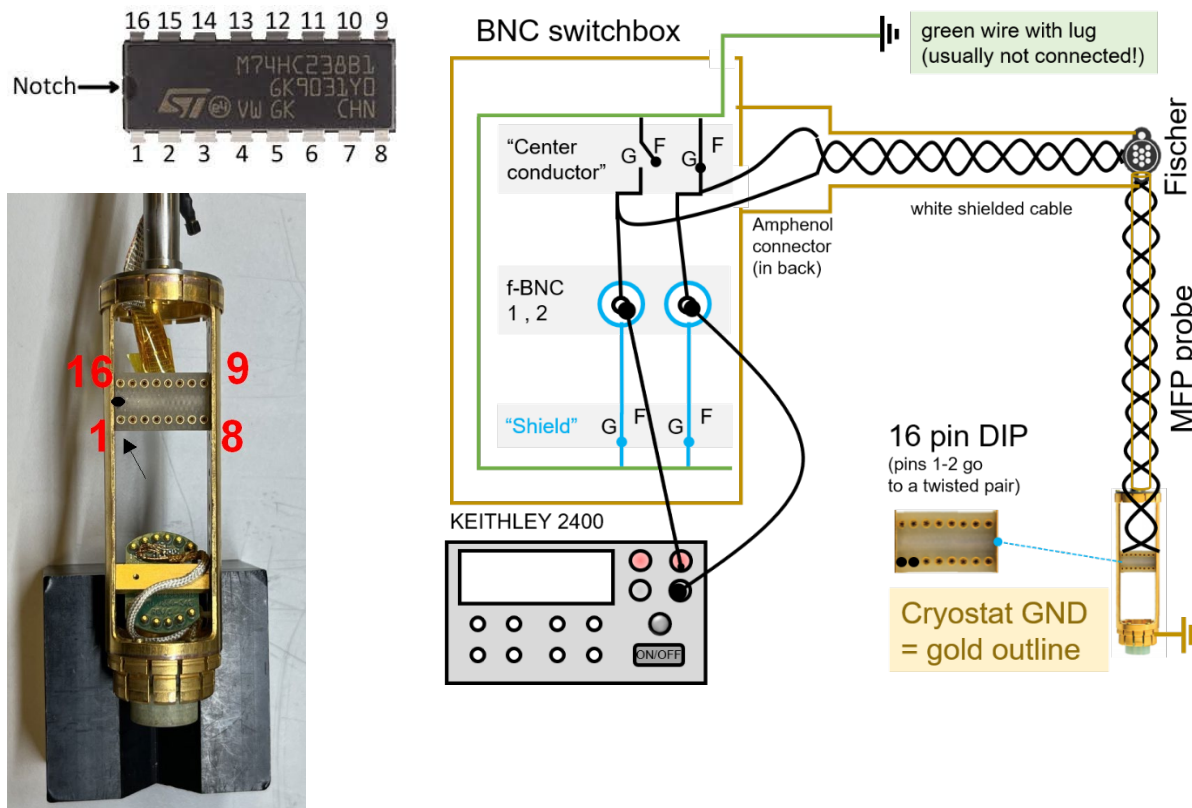 16 15 14 13 12 11 10 9
Notch
M74HC238B1
GK9031Y0
ST e4 VW GK CHN
1 2 3 4 5 6 7 8
16
9
1
8
BNC switchbox
green wire with lug
(usually not connected!)
"Center
conductor"
G F
G F
Fischer
white shielded cable
Amphenol
connector
(in back)
f-BNC
1 , 2
MFP probe
"Shield"
G F
G F
16 pin DIP
(pins 1-2 go
to a twisted pair)
KEITHLEY 2400
ON/OFF
Cryostat GND
= gold outline